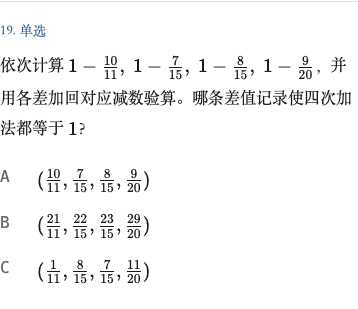 19. 单选
依次计算 1 − 10/11, 1 − 7/15, 1 − 8/15, 1 − 9/20, 并
用各差加回对应减数验算。哪条差值记录使四次加
法都等于 1?
A (10/11, 7/15, 8/15, 9/20)
B (21/11, 22/15, 23/15, 29/20)
C (1/11, 8/15, 7/15, 11/20)